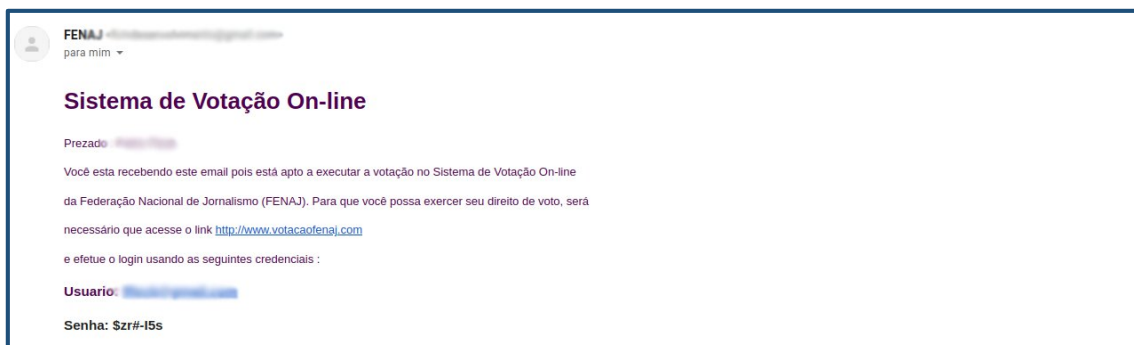 FENAJ
para mim
Sistema de Votação On-line
Prezado
Você esta recebendo este email pois está apto a executar a votação no Sistema de Votação On-line
da Federação Nacional de Jornalismo (FENAJ). Para que você possa exercer seu direito de voto, será
necessário que acesse o link http://www.votacaofenaj.com
e efetue o login usando as seguintes credenciais :
Usuario:
Senha: $zr#-I5s